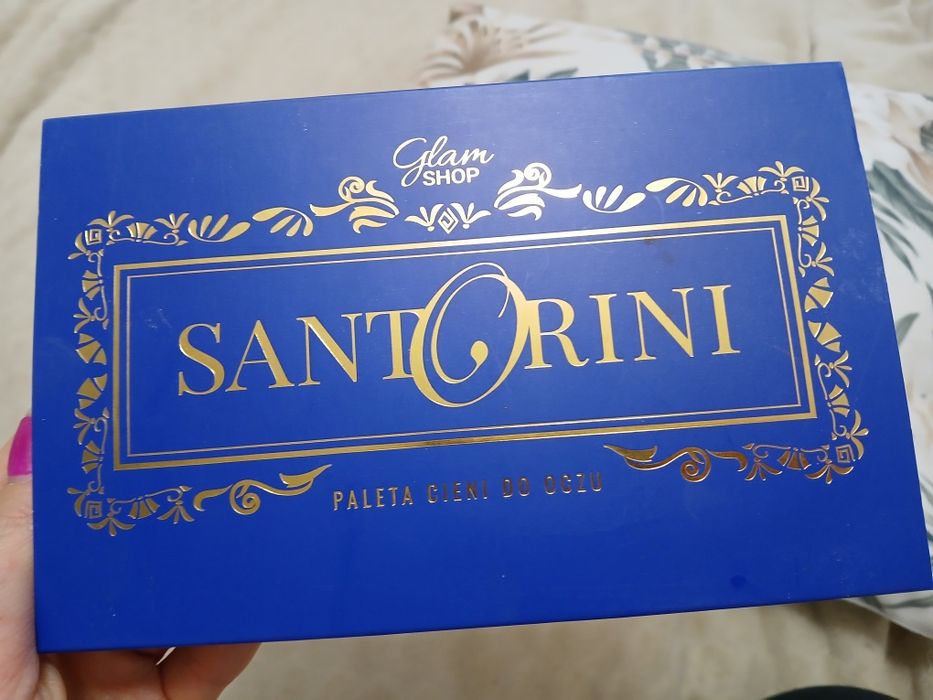 Glam
SHOP
SANTORINI
PALETA CIENI DO OCZU